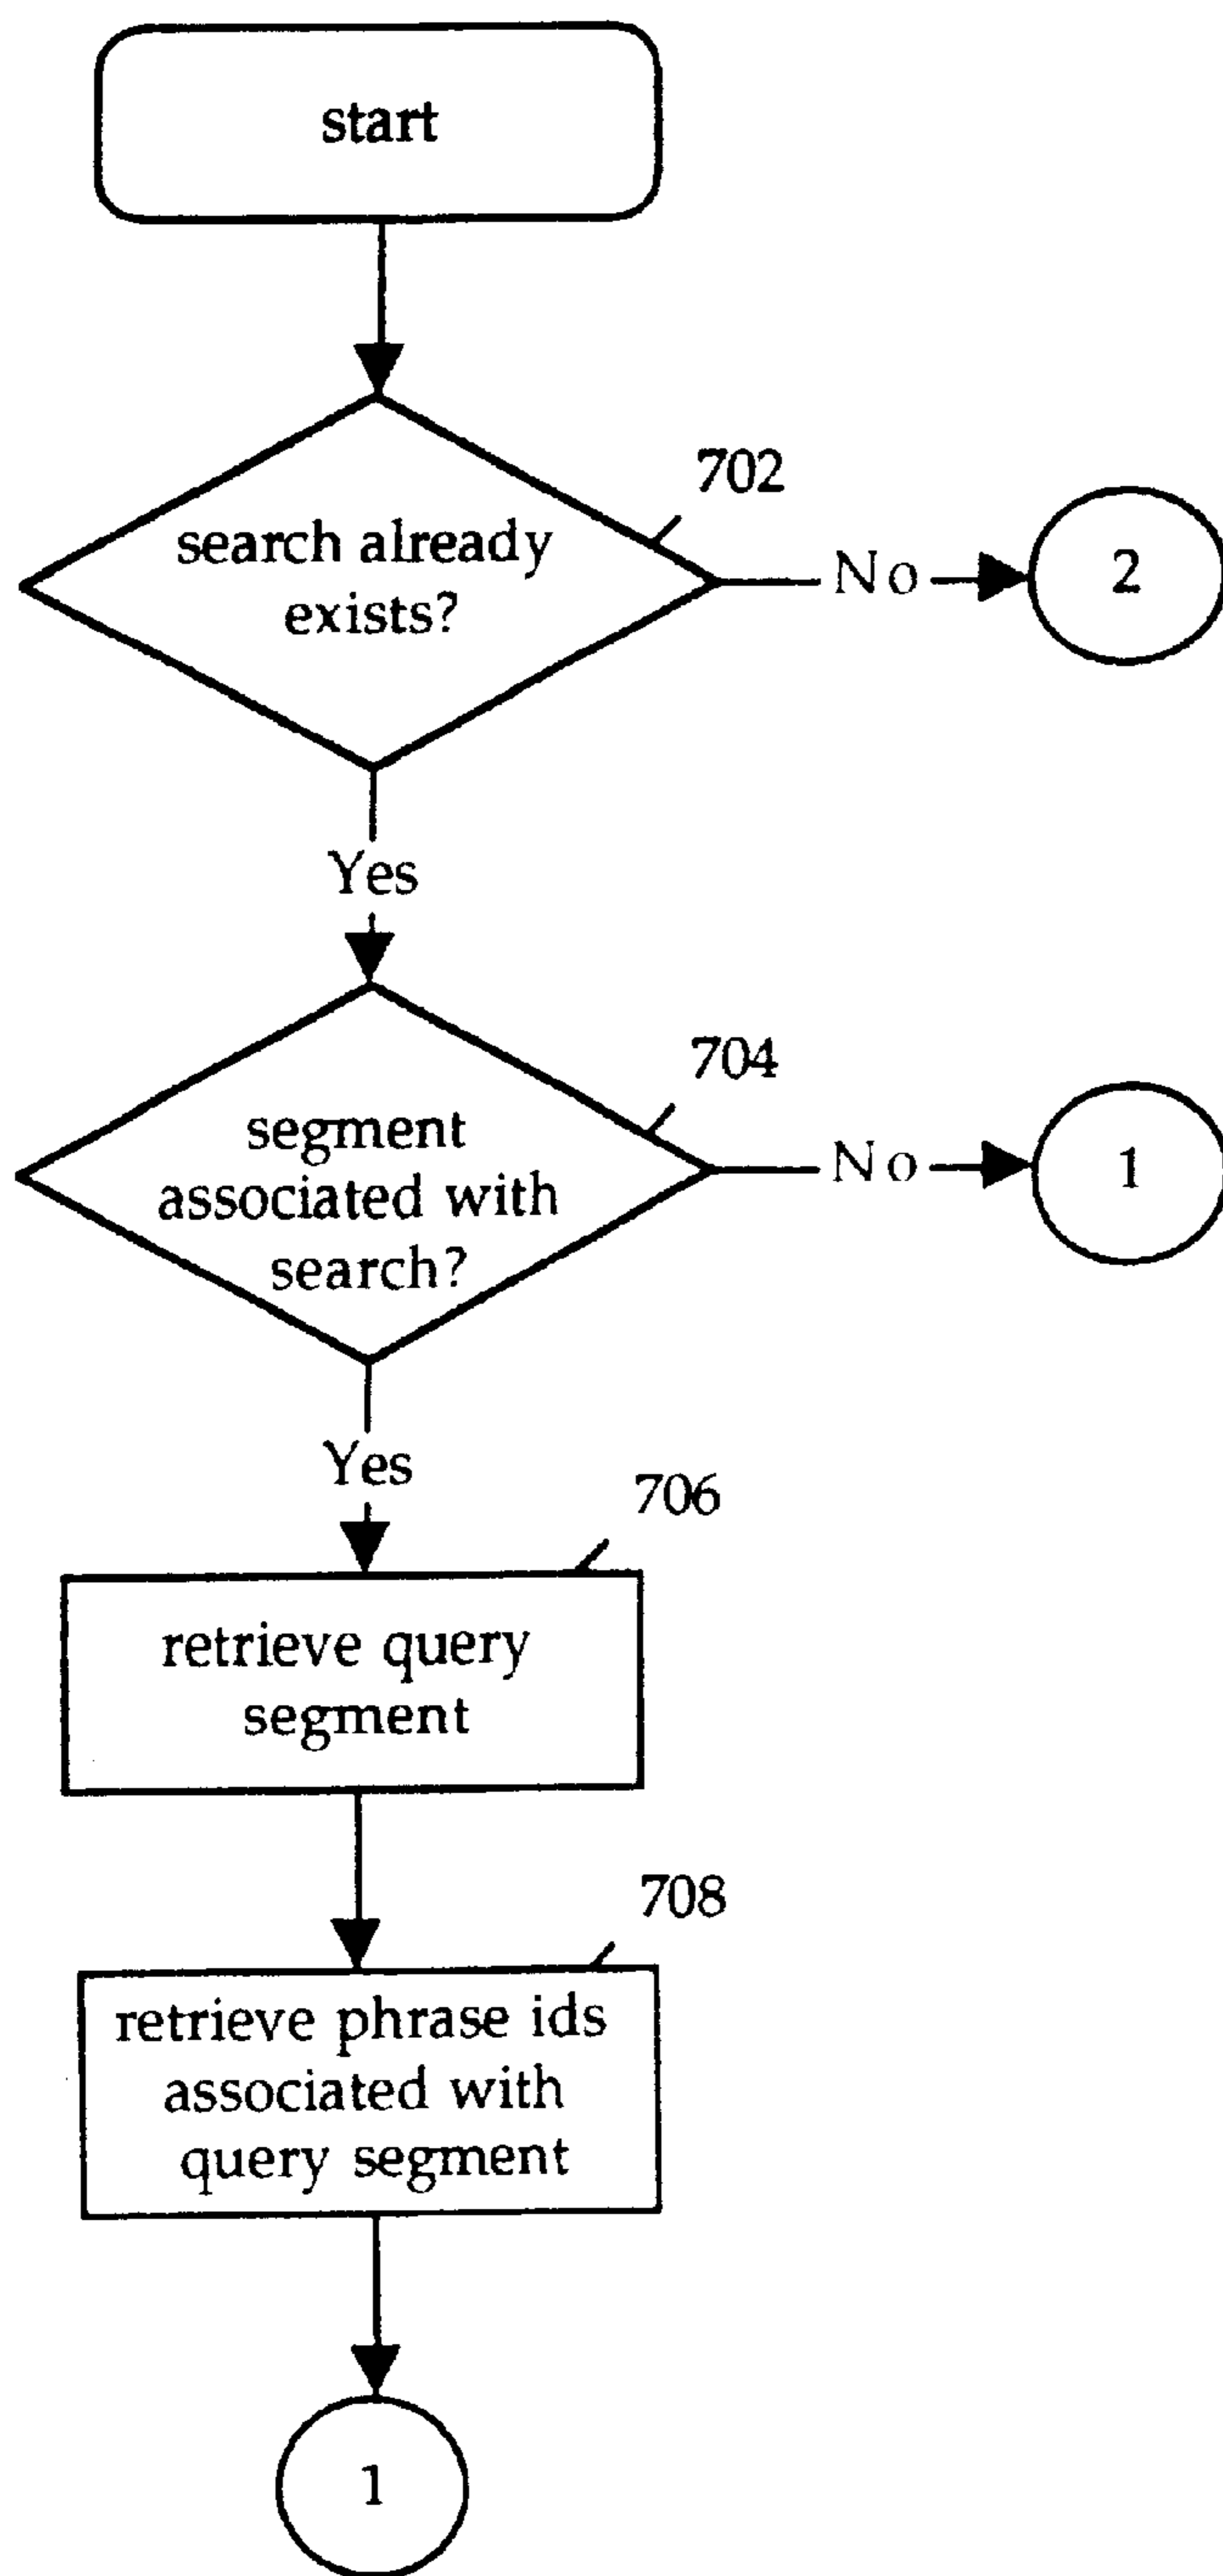 start
702
search already
exists?
No
2
Yes
704
segment
associated with
search?
No
1
Yes
706
retrieve query
segment
708
retrieve phrase ids
associated with
query segment
1